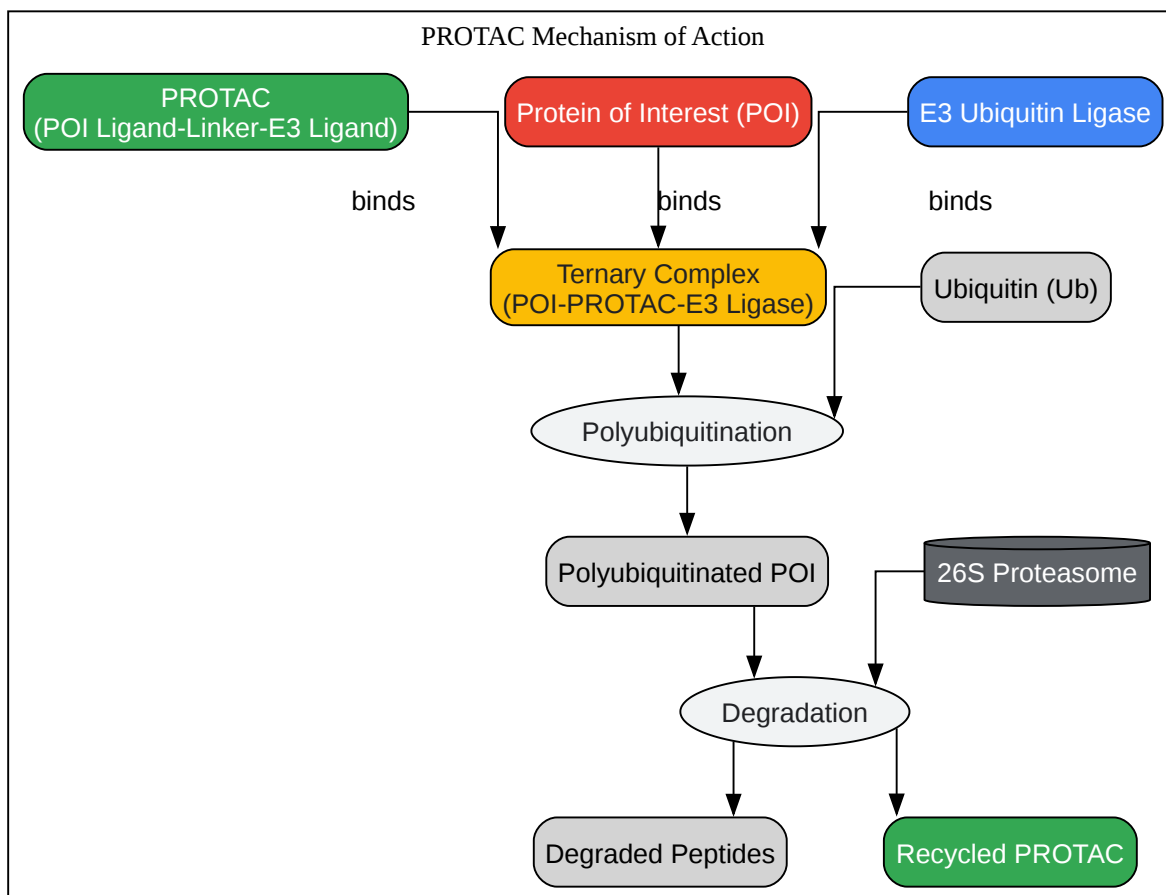 PROTAC Mechanism of Action
PROTAC
(POI Ligand-Linker-E3 Ligand)
Protein of Interest (POI)
E3 Ubiquitin Ligase
binds
binds
binds
Ternary Complex
(POI-PROTAC-E3 Ligase)
Ubiquitin (Ub)
Polyubiquitination
Polyubiquitinated POI
26S Proteasome
Degradation
Degraded Peptides
Recycled PROTAC